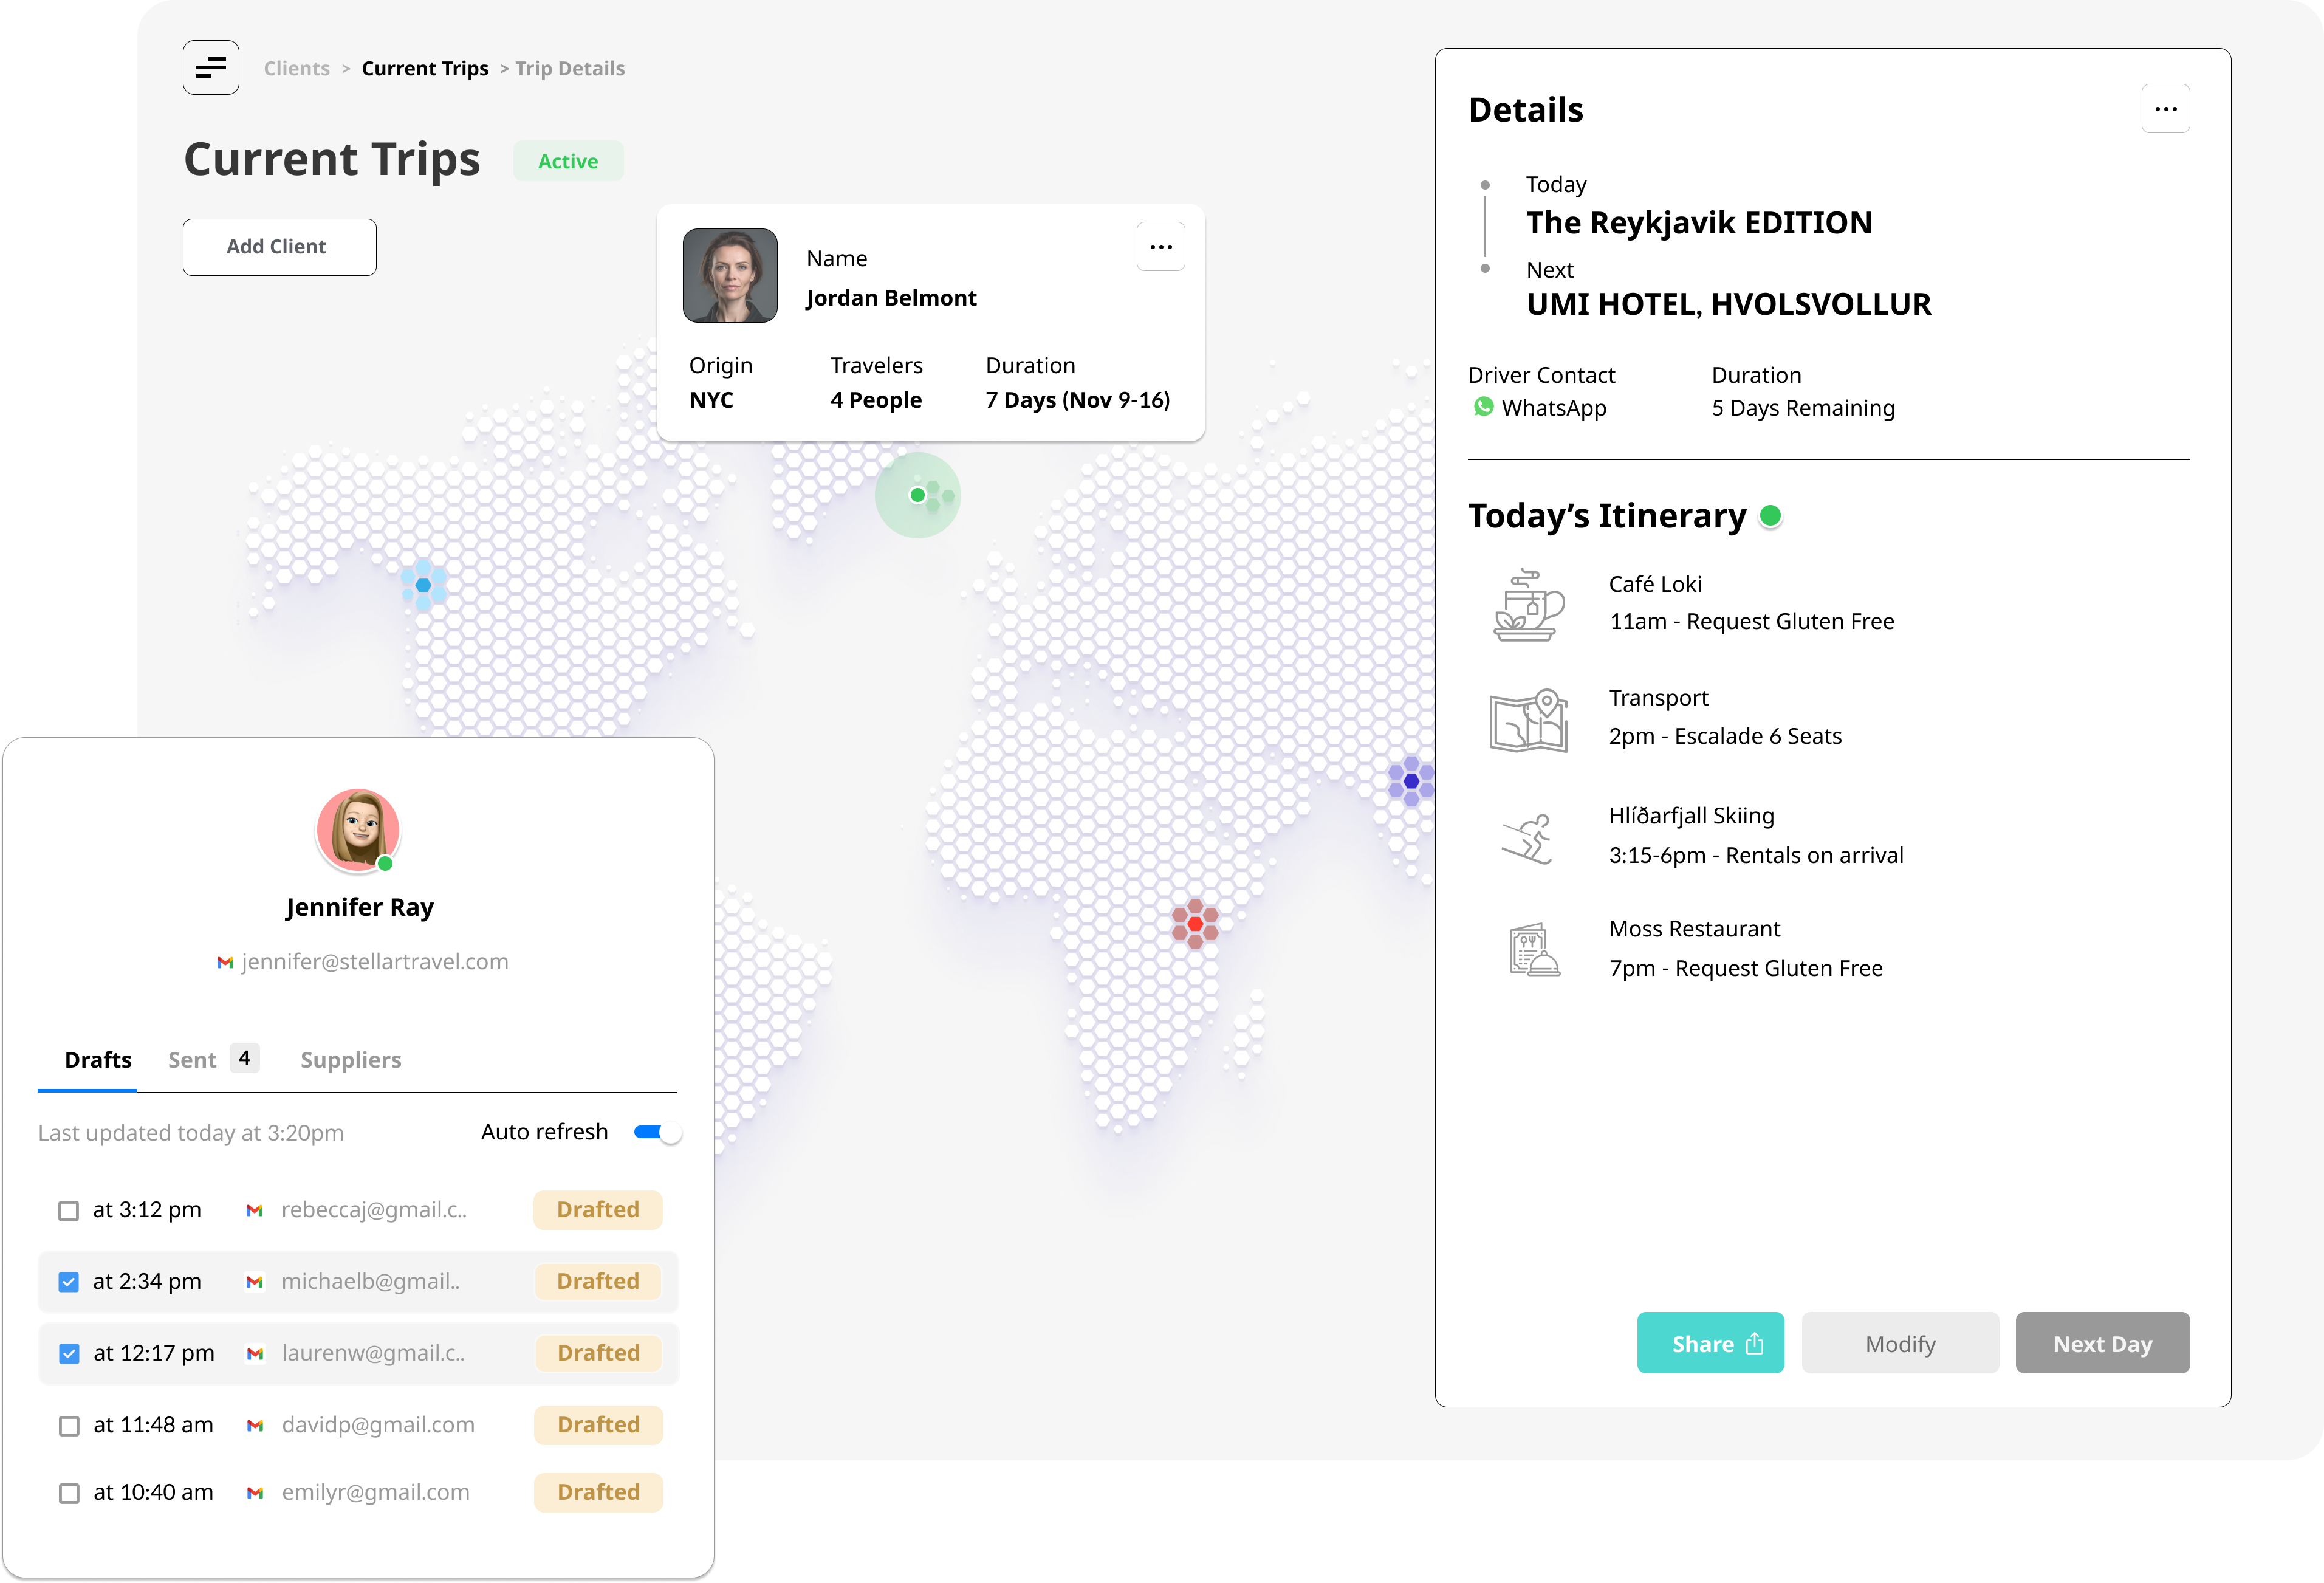 Clients > Current Trips > Trip Details
Current Trips
Active
Add Client
Name
Jordan Belmont
Origin
NYC
Travelers
4 People
Duration
7 Days (Nov 9-16)
Details
Today
The Reykjavik EDITION
Next
UMI HOTEL, HVOLSVOLLUR
Driver Contact
WhatsApp
Duration
5 Days Remaining
Today’s Itinerary
Café Loki
11am - Request Gluten Free
Transport
2pm - Escalade 6 Seats
Hlíðarfjall Skiing
3:15-6pm - Rentals on arrival
Moss Restaurant
7pm - Request Gluten Free
Share
Modify
Next Day
Jennifer Ray
jennifer@stellartravel.com
Drafts
Sent 4
Suppliers
Last updated today at 3:20pm
Auto refresh
at 3:12 pm rebeccaj@gmail.c.. Drafted
at 2:34 pm michaelb@gmail.. Drafted
at 12:17 pm laurenw@gmail.c.. Drafted
at 11:48 am davidp@gmail.com Drafted
at 10:40 am emilyr@gmail.com Drafted